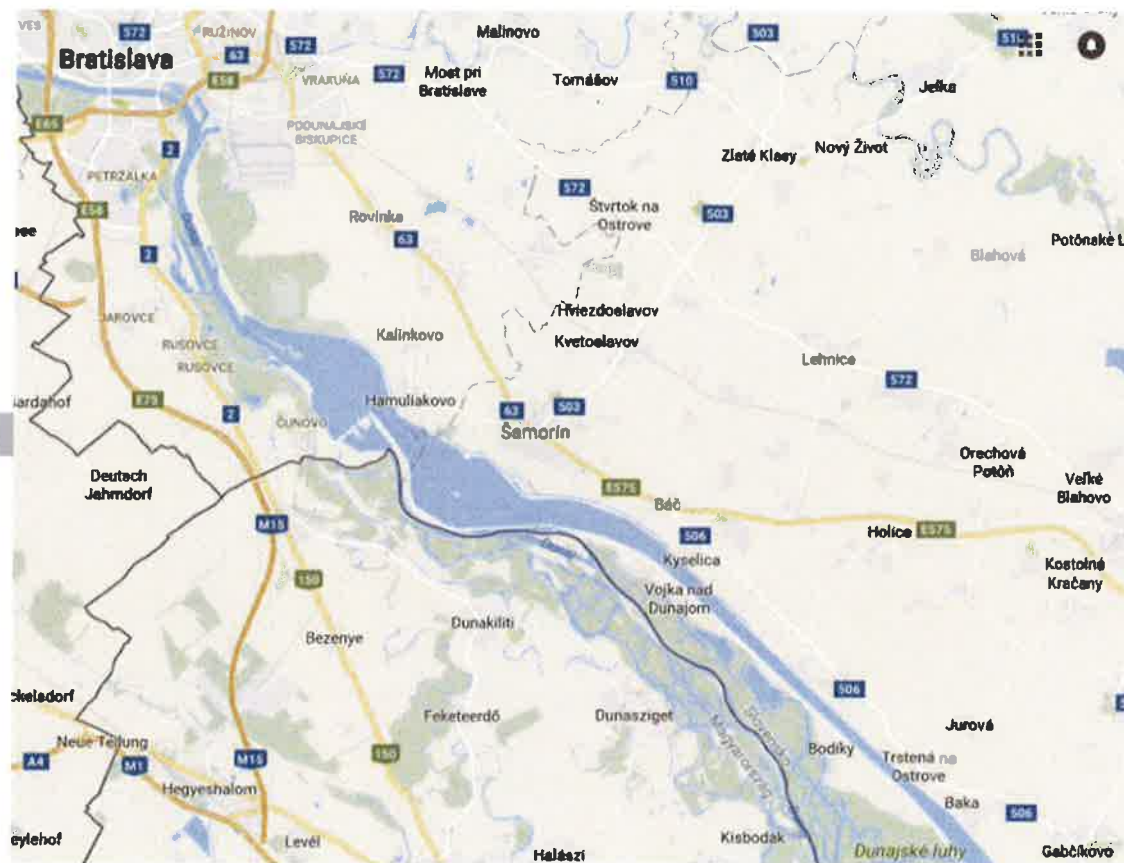 VES
572
RUŽINOV
63
572
Malinovo
503
510
Bratislava
E58
VRAKUŇA
572
Most pri
Bratislave
Tomášov
510
Jelka
E65
2
PODUNAJSKÉ
BISKUPICE
Zlaté Klasy
Nový Život
PETRŽALKA
572
Štvrtok na
Ostrove
503
E58
Rovinka
63
2
Blahová
Hviezdoslavov
JAROVCE
Kalinkovo
Kvetoslavov
RUSOVCE
RUSOVCE
Lehnice
572
E75
Hamuliakovo
2
ČUNOVO
63
503
Šamorín
Orechová
Potôň
Deutsch
Jahrndorf
E575
Veľké
Blahovo
M15
Báč
Holice
E575
506
Kyselica
Kostolné
Kračany
150
Vojka nad
Dunajom
Dunakiliti
Bezenye
506
Feketeerdő
Dunasziget
Jurová
Slovensko
Magyarország
Neue Teilung
M15
150
Bodíky
Trstená na
Ostrove
A4
M1
Hegyeshalom
Baka
506
Levél
Kisbodak
Halászi
Dunajské luhy
Gabčíkovo